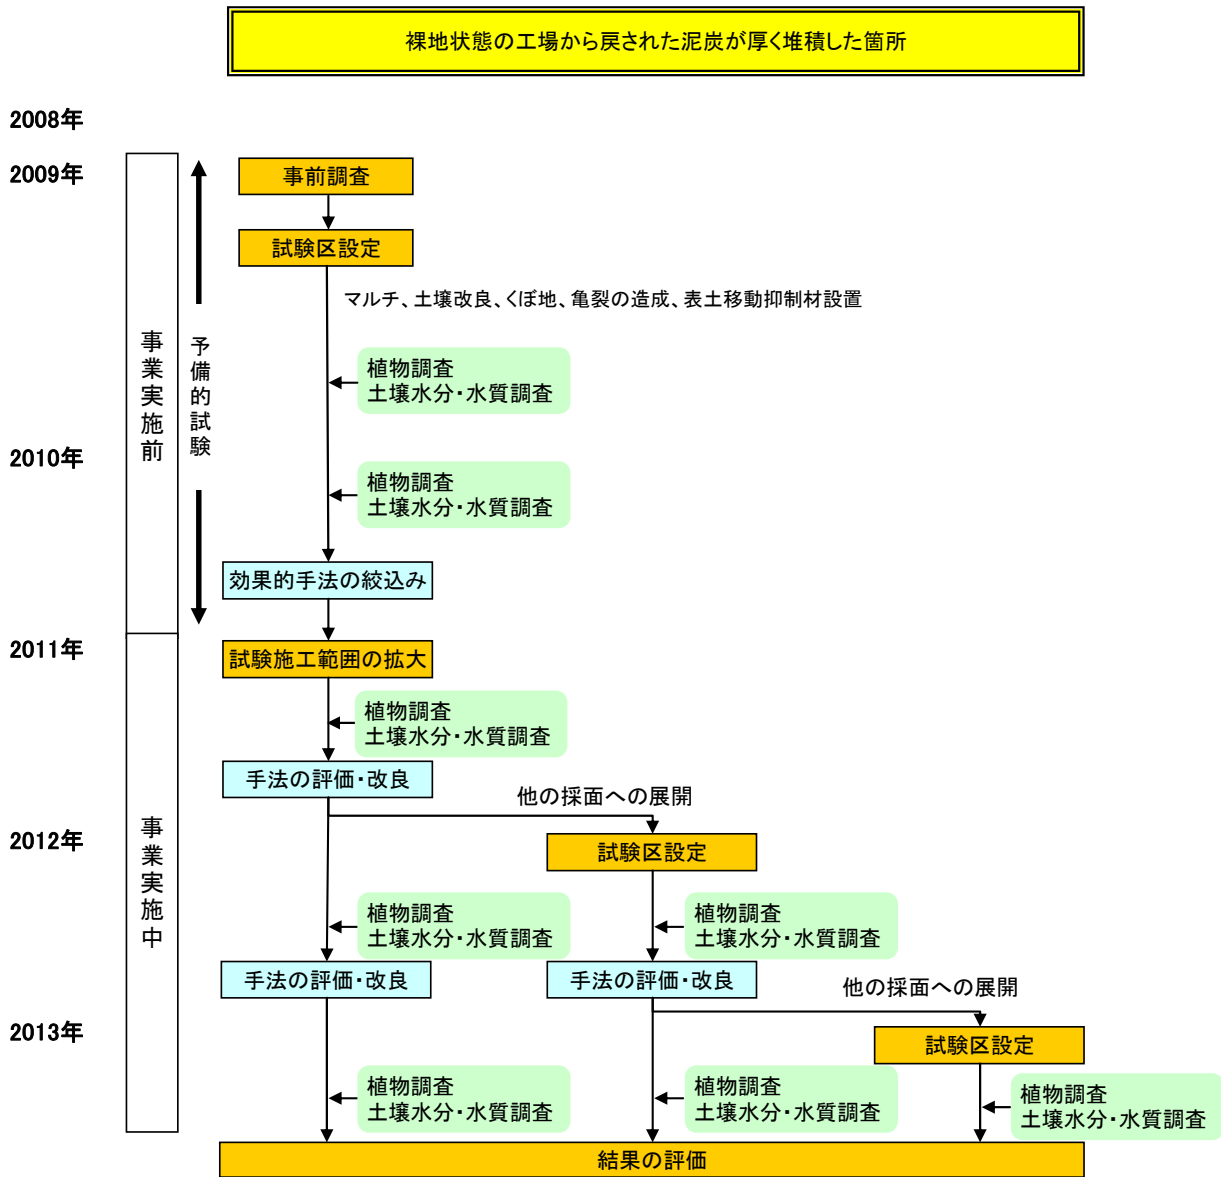 裸地状態の工場から戻された泥炭が厚く堆積した箇所
2008年
2009年
事前調査
試験区設定
マルチ、土壌改良、くぼ地、亀裂の造成、表土移動抑制材設置
事業実施前
予備的試験
植物調査
土壌水分・水質調査
2010年
植物調査
土壌水分・水質調査
効果的手法の絞込み
2011年
試験施工範囲の拡大
植物調査
土壌水分・水質調査
手法の評価・改良
他の採面への展開
2012年
事業実施中
試験区設定
植物調査
土壌水分・水質調査
植物調査
土壌水分・水質調査
手法の評価・改良
手法の評価・改良
他の採面への展開
2013年
試験区設定
植物調査
土壌水分・水質調査
植物調査
土壌水分・水質調査
植物調査
土壌水分・水質調査
結果の評価